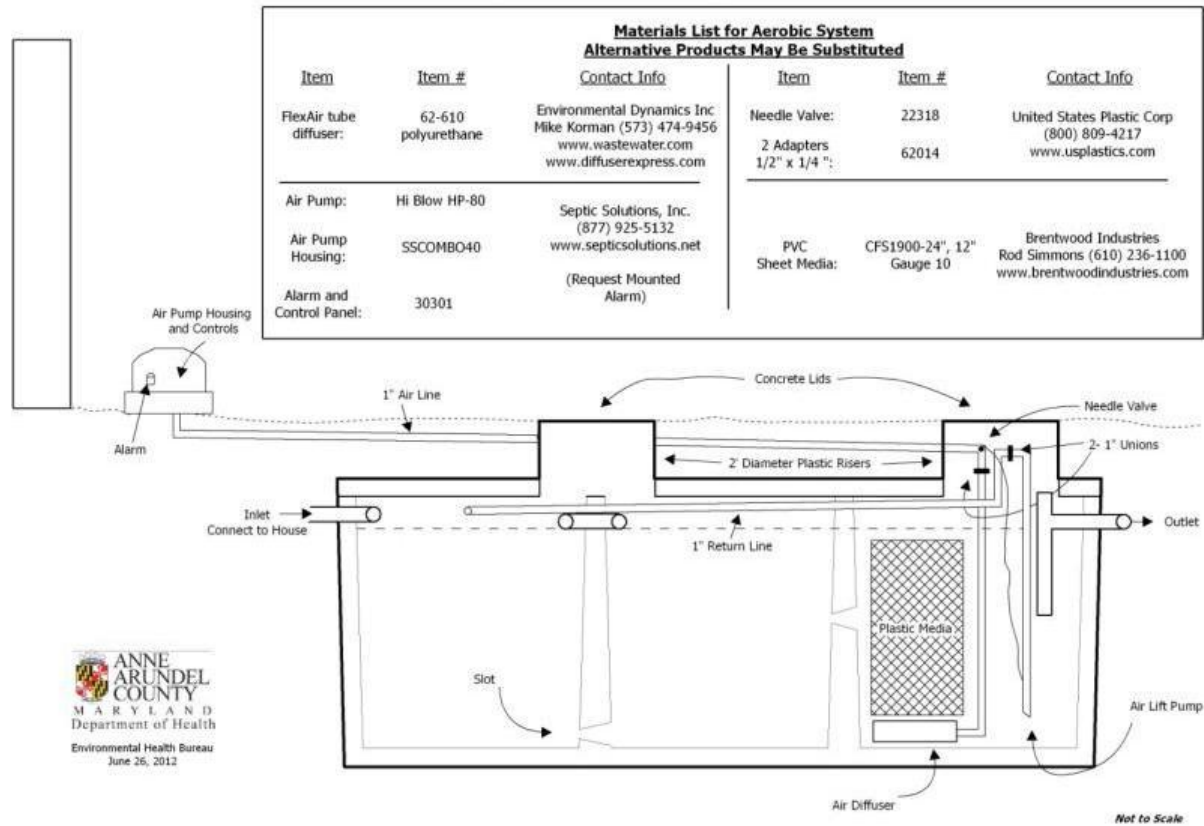 Materials List for Aerobic System
Alternative Products May Be Substituted
Item
Item #
Contact Info
FlexAir tube
diffuser:
62-610
polyurethane
Environmental Dynamics Inc
Mike Korman (573) 474-9456
www.wastewater.com
www.diffuserexpress.com
Air Pump:
Hi Blow HP-80
Air Pump
Housing:
SSCOMBO40
Alarm and
Control Panel:
30301
Septic Solutions, Inc.
(877) 925-5132
www.septicsolutions.net
(Request Mounted
Alarm)
Item
Item #
Contact Info
Needle Valve:
22318
2 Adapters
1/2" x 1/4 ":
62014
United States Plastic Corp
(800) 809-4217
www.usplastics.com
PVC
Sheet Media:
CFS1900-24", 12"
Gauge 10
Brentwood Industries
Rod Simmons (610) 236-1100
www.brentwoodindustries.com
Air Pump Housing
and Controls
Alarm
1" Air Line
Concrete Lids
Needle Valve
2- 1" Unions
2' Diameter Plastic Risers
Inlet
Connect to House
1" Return Line
Outlet
Plastic Media
Slot
Air Lift Pump
Air Diffuser
ANNE
ARUNDEL
COUNTY
MARYLAND
Department of Health
Environmental Health Bureau
June 26, 2012
Not to Scale